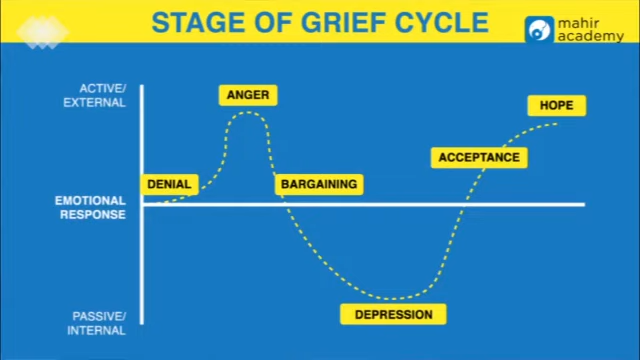 STAGE OF GRIEF CYCLE
mahir
academy
ACTIVE/
EXTERNAL
ANGER
HOPE
ACCEPTANCE
DENIAL
BARGAINING
EMOTIONAL
RESPONSE
DEPRESSION
PASSIVE/
INTERNAL